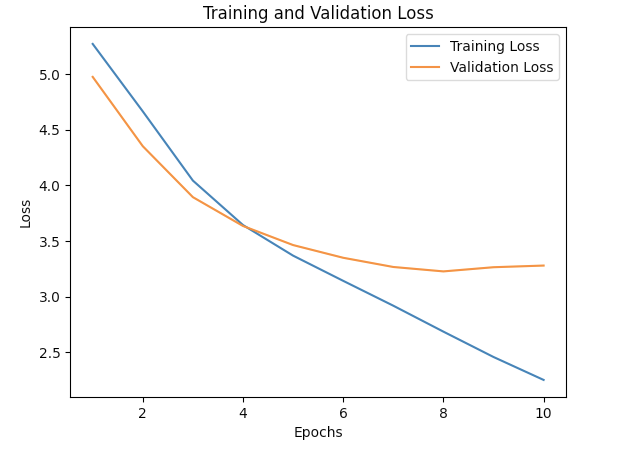 Training and Validation Loss
Training Loss
Validation Loss
5.0
4.5
4.0
3.5
3.0
2.5
Loss
2
4
6
8
10
Epochs